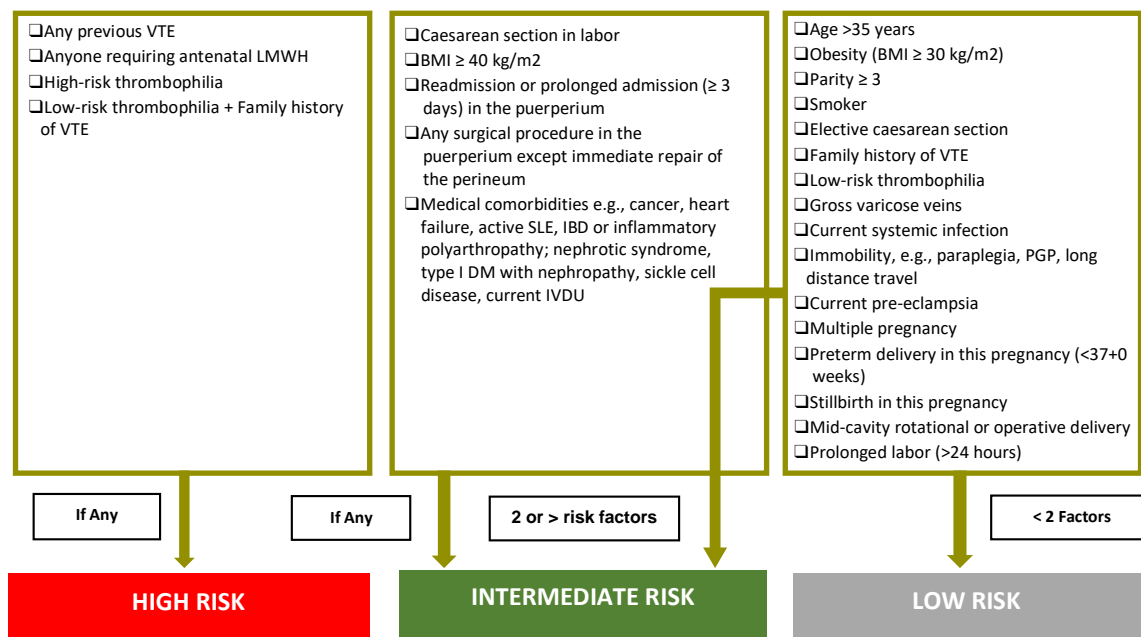 ❑Any previous VTE
❑Anyone requiring antenatal LMWH
❑High-risk thrombophilia
❑Low-risk thrombophilia + Family history
of VTE
❑Caesarean section in labor
❑BMI ≥ 40 kg/m2
❑Readmission or prolonged admission (≥ 3
days) in the puerperium
❑Any surgical procedure in the
puerperium except immediate repair of
the perineum
❑Medical comorbidities e.g., cancer, heart
failure, active SLE, IBD or inflammatory
polyarthropathy; nephrotic syndrome,
type I DM with nephropathy, sickle cell
disease, current IVDU
❑Age >35 years
❑Obesity (BMI ≥ 30 kg/m2)
❑Parity ≥ 3
❑Smoker
❑Elective caesarean section
❑Family history of VTE
❑Low-risk thrombophilia
❑Gross varicose veins
❑Current systemic infection
❑Immobility, e.g., paraplegia, PGP, long
distance travel
❑Current pre-eclampsia
❑Multiple pregnancy
❑Preterm delivery in this pregnancy (<37+0
weeks)
❑Stillbirth in this pregnancy
❑Mid-cavity rotational or operative delivery
❑Prolonged labor (>24 hours)
If Any
If Any
2 or > risk factors
< 2 Factors
HIGH RISK
INTERMEDIATE RISK
LOW RISK